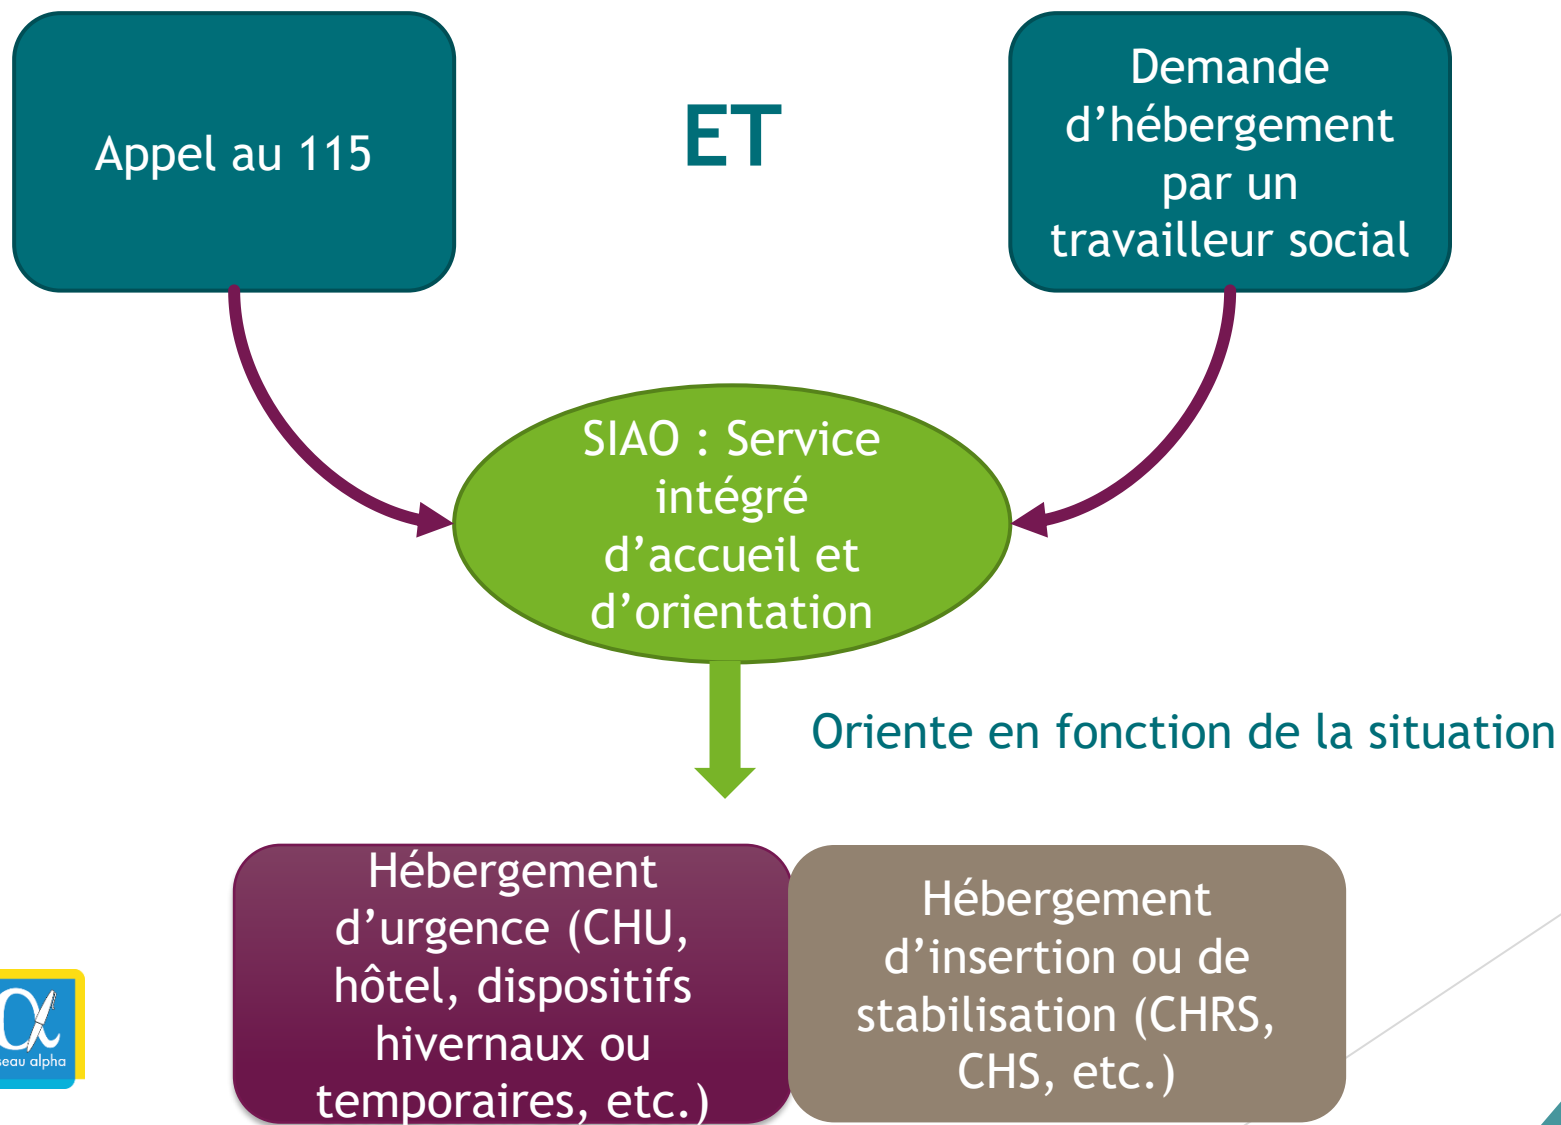 Appel au 115
ET
Demande
d’hébergement
par un
travailleur social
SIAO : Service
intégré
d’accueil et
d’orientation
Oriente en fonction de la situation
Hébergement
d’urgence (CHU,
hôtel, dispositifs
hivernaux ou
temporaires, etc.)
Hébergement
d’insertion ou de
stabilisation (CHRS,
CHS, etc.)
α
seau alpha